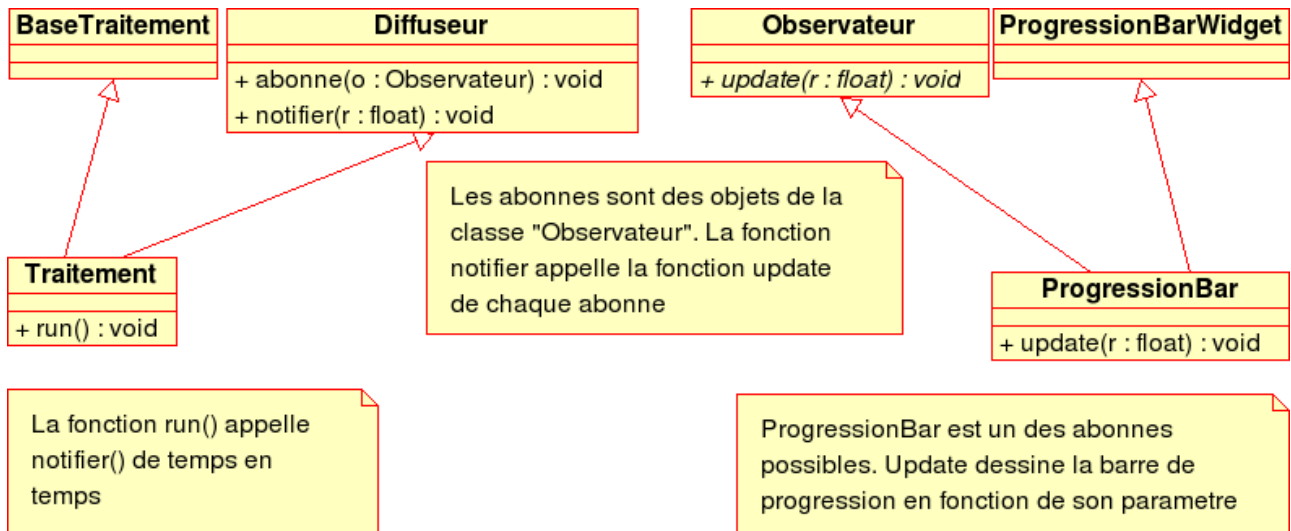 BaseTraitement
Diffuseur
+ abonne(o : Observateur) : void
+ notifier(r : float) : void
Observateur
+ update(r : float) : void
ProgressionBarWidget
Les abonnes sont des objets de la
classe "Observateur". La fonction
notifier appelle la fonction update
de chaque abonne
Traitement
+ run() : void
ProgressionBar
+ update(r : float) : void
La fonction run() appelle
notifier() de temps en
temps
ProgressionBar est un des abonnes
possibles. Update dessine la barre de
progression en fonction de son parametre